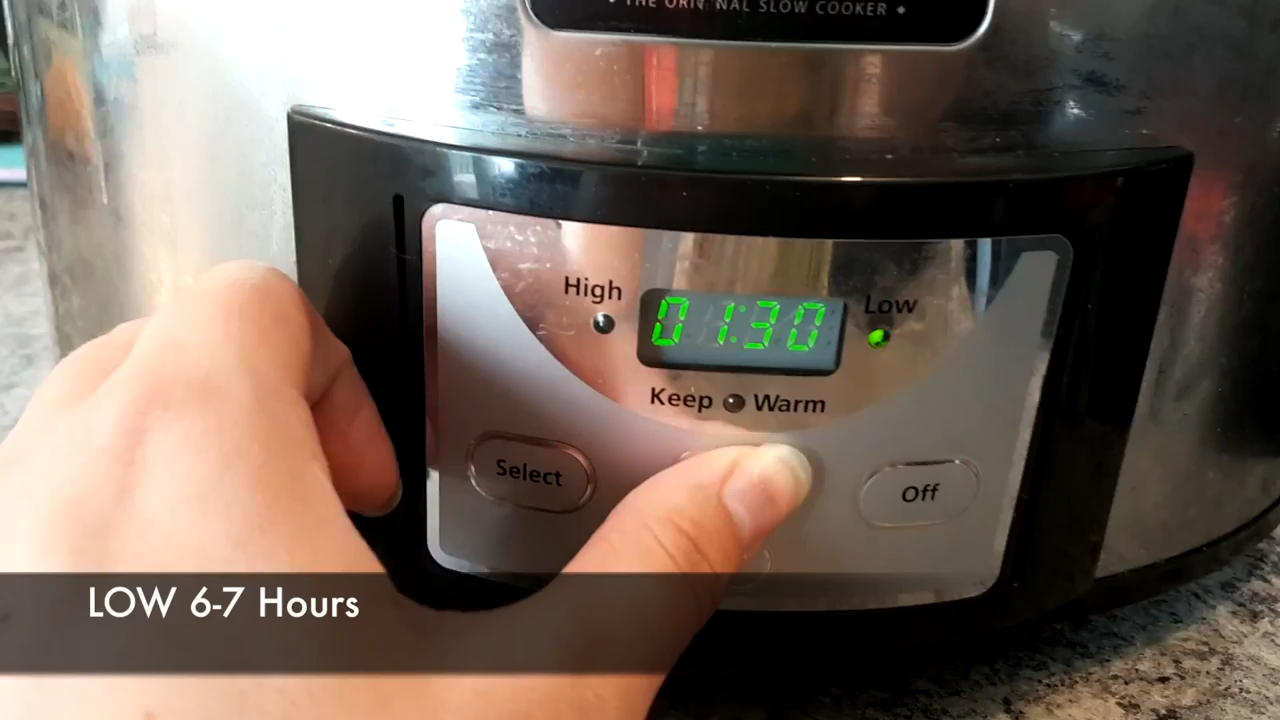 THE ORIGINAL SLOW COOKER
High
01:30
Low
Keep Warm
Select
Off
LOW 6-7 Hours